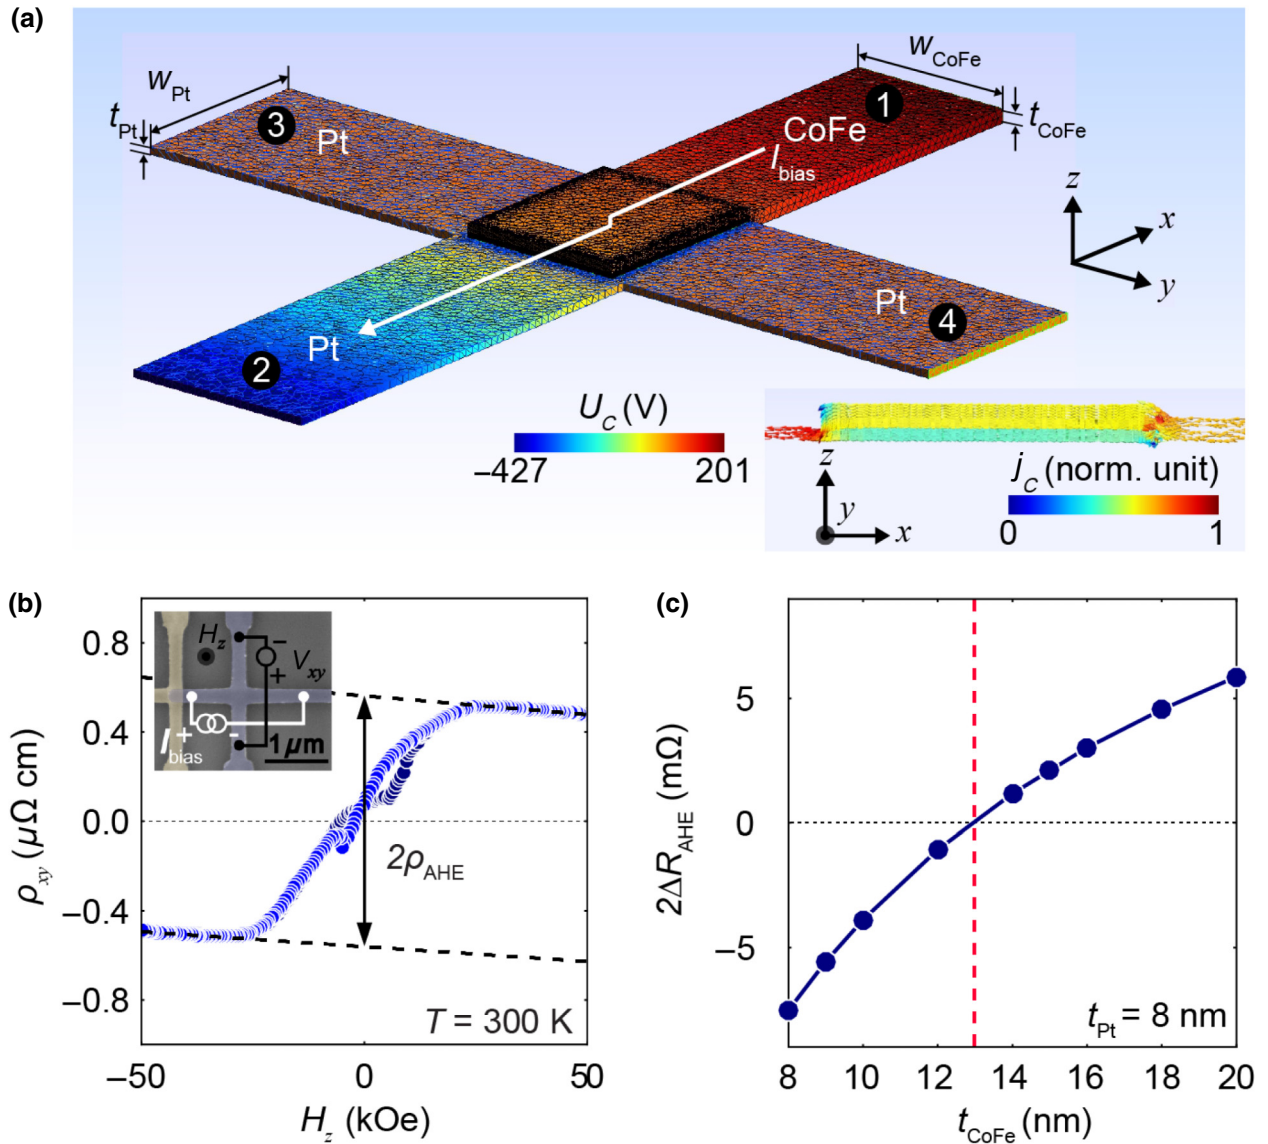 (a)
w_Pt
t_Pt
3
Pt
w_CoFe
1
t_CoFe
CoFe
I_bias
z
x
y
Pt
4
Pt
2
U_C (V)
−427 201
z
y
x
j_C (norm. unit)
0 1
(b)
0.8
0.4
0.0
−0.4
−0.8
ρ_xy (μΩ cm)
H_z
−
+
V_xy
I_bias
+
-
1 μm
2ρ_AHE
T = 300 K
−50 0 50
H_z (kOe)
(c)
5
0
−5
2ΔR_AHE (mΩ)
t_Pt = 8 nm
8 10 12 14 16 18 20
t_CoFe (nm)